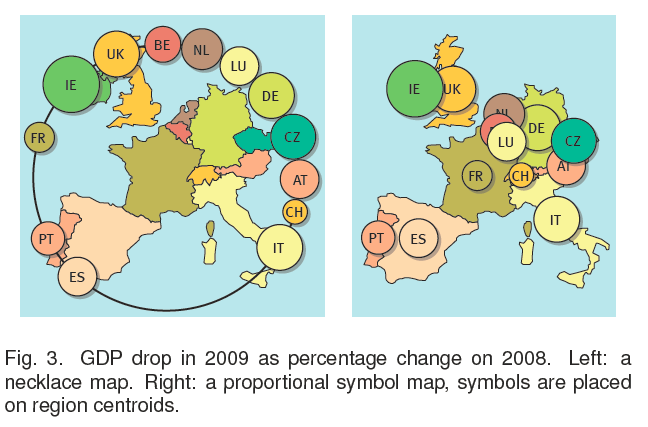 UK
BE
NL
LU
IE
DE
FR
CZ
AT
CH
PT
IT
ES
IE
UK
NL
DE
LU
CZ
FR
CH
AT
IT
PT
ES
Fig. 3. GDP drop in 2009 as percentage change on 2008. Left: a
necklace map. Right: a proportional symbol map, symbols are placed
on region centroids.